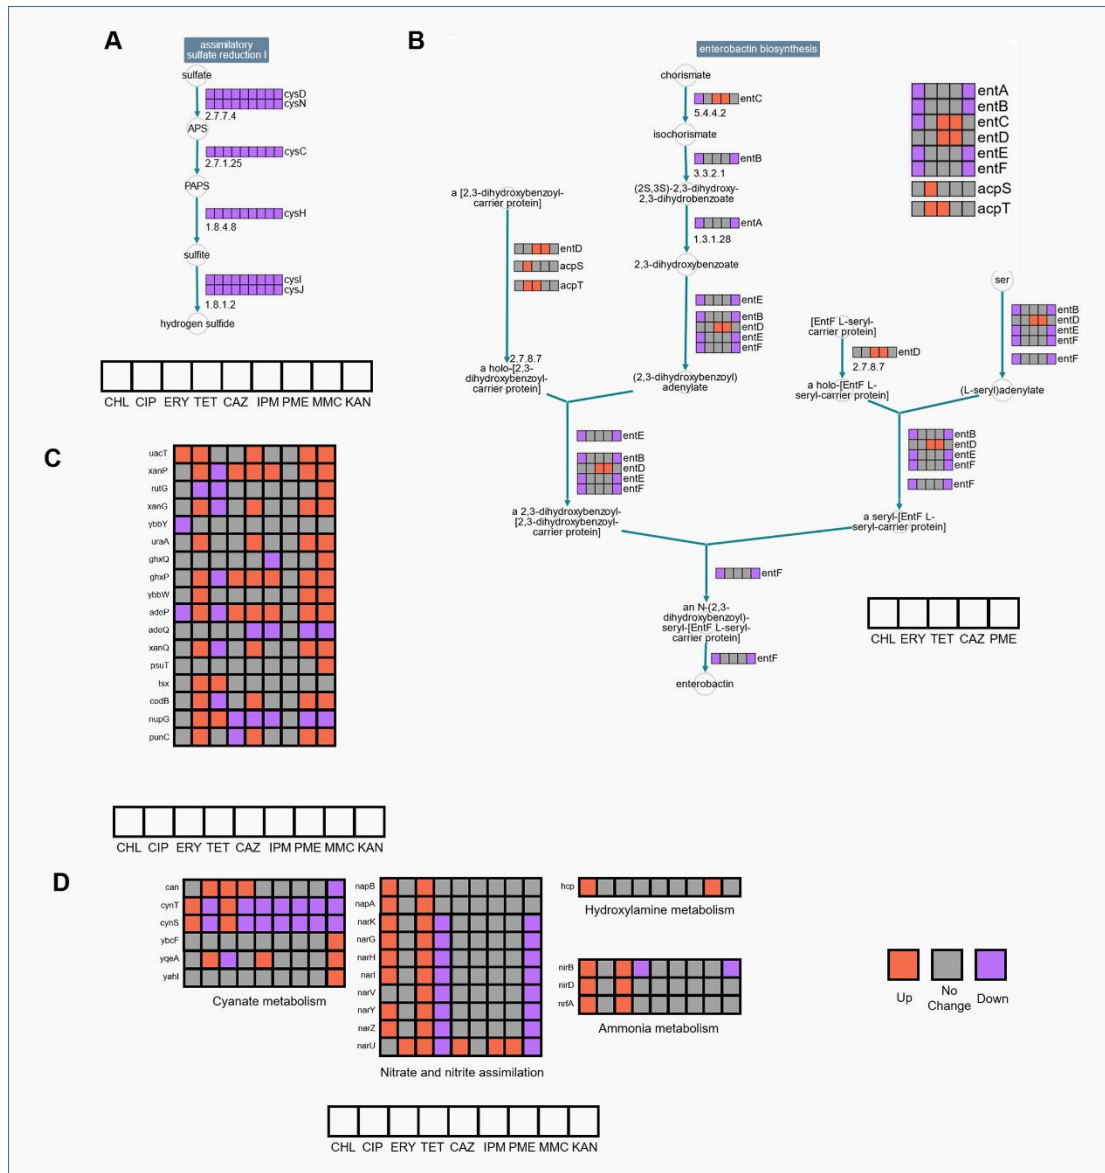 A
assimilatory
sulfate reduction I
sulfate
cysD
cysN
2.7.7.4
APS
cysC
2.7.1.25
PAPS
cysH
1.8.4.8
sulfite
cysI
cysJ
1.8.1.2
hydrogen sulfide
CHL CIP ERY TET CAZ IPM PME MMC KAN
B
enterobactin biosynthesis
chorismate
entC
5.4.4.2
isochorismate
entB
3.3.2.1
(2S,3S)-2,3-dihydroxy-
2,3-dihydrobenzoate
entA
1.3.1.28
2,3-dihydroxybenzoate
entE
entB
entD
entE
entF
(2,3-dihydroxybenzoyl)
adenylate
a [2,3-dihydroxybenzoyl-
carrier protein]
entD
acpS
acpT
2.7.8.7
a holo-[2,3-
dihydroxybenzoyl-
carrier protein]
entE
entB
entD
entE
entF
a 2,3-dihydroxybenzoyl-
[2,3-dihydroxybenzoyl-
carrier protein]
entA
entB
entC
entD
entE
entF
acpS
acpT
ser
entB
entD
entE
entF
entF
(L-seryl)adenylate
[EntF L-seryl-
carrier protein]
entD
2.7.8.7
a holo-[EntF L-
seryl-carrier protein]
entB
entD
entE
entF
entF
a seryl-[EntF L-
seryl-carrier protein]
entF
an N-(2,3-
dihydroxybenzoyl)-
seryl-[EntF L-seryl-
carrier protein]
entF
enterobactin
CHL ERY TET CAZ PME
C
uacT
xanP
rutG
xanG
ybbY
uraA
ghxQ
ghxP
ybbW
adeP
adeQ
xanQ
psuT
tsx
codB
nupG
punC
CHL CIP ERY TET CAZ IPM PME MMC KAN
D
can
cynT
cynS
ybcF
yqeA
yahI
Cyanate metabolism
napB
napA
narK
narG
narH
narI
narV
narY
narZ
narU
Nitrate and nitrite assimilation
hcp
Hydroxylamine metabolism
nirB
nirD
nrfA
Ammonia metabolism
Up
No
Change
Down
CHL CIP ERY TET CAZ IPM PME MMC KAN